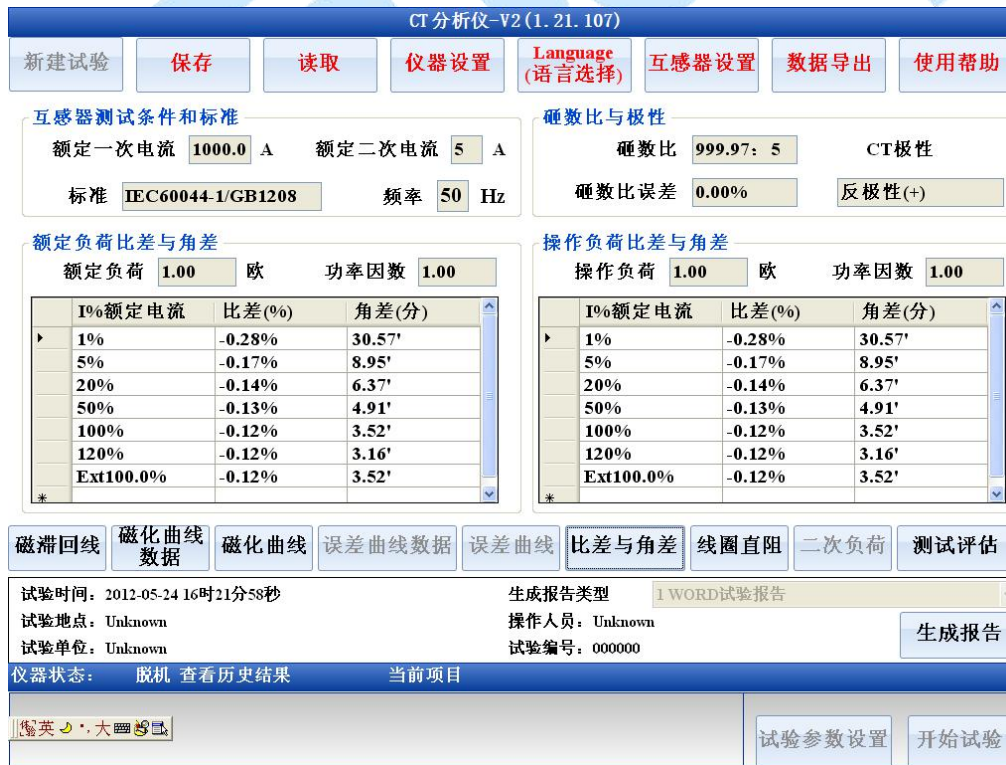 CT分析仪-V2(1.21.107)
新建试验 保存 读取 仪器设置 Language (语言选择) 互感器设置 数据导出 使用帮助
互感器测试条件和标准
额定一次电流 1000.0 A 额定二次电流 5 A
标准 IEC60044-1/GB1208 频率 50 Hz
砸数比与极性
砸数比 999.97: 5 CT极性
砸数比误差 0.00% 反极性(+)
额定负荷比差与角差
额定负荷 1.00 欧 功率因数 1.00
I%额定电流 比差(%) 角差(分)
1% -0.28% 30.57'
5% -0.17% 8.95'
20% -0.14% 6.37'
50% -0.13% 4.91'
100% -0.12% 3.52'
120% -0.12% 3.16'
Ext100.0% -0.12% 3.52'
操作负荷比差与角差
操作负荷 1.00 欧 功率因数 1.00
I%额定电流 比差(%) 角差(分)
1% -0.28% 30.57'
5% -0.17% 8.95'
20% -0.14% 6.37'
50% -0.13% 4.91'
100% -0.12% 3.52'
120% -0.12% 3.16'
Ext100.0% -0.12% 3.52'
磁滞回线 磁化曲线数据 磁化曲线 误差曲线数据 误差曲线 比差与角差 线圈直阻 二次负荷 测试评估
试验时间: 2012-05-24 16时21分58秒 生成报告类型 1 WORD试验报告
试验地点: Unknown 操作人员: Unknown
试验单位: Unknown 试验编号: 000000
生成报告
仪器状态: 脱机 查看历史结果 当前项目
英 大
试验参数设置 开始试验